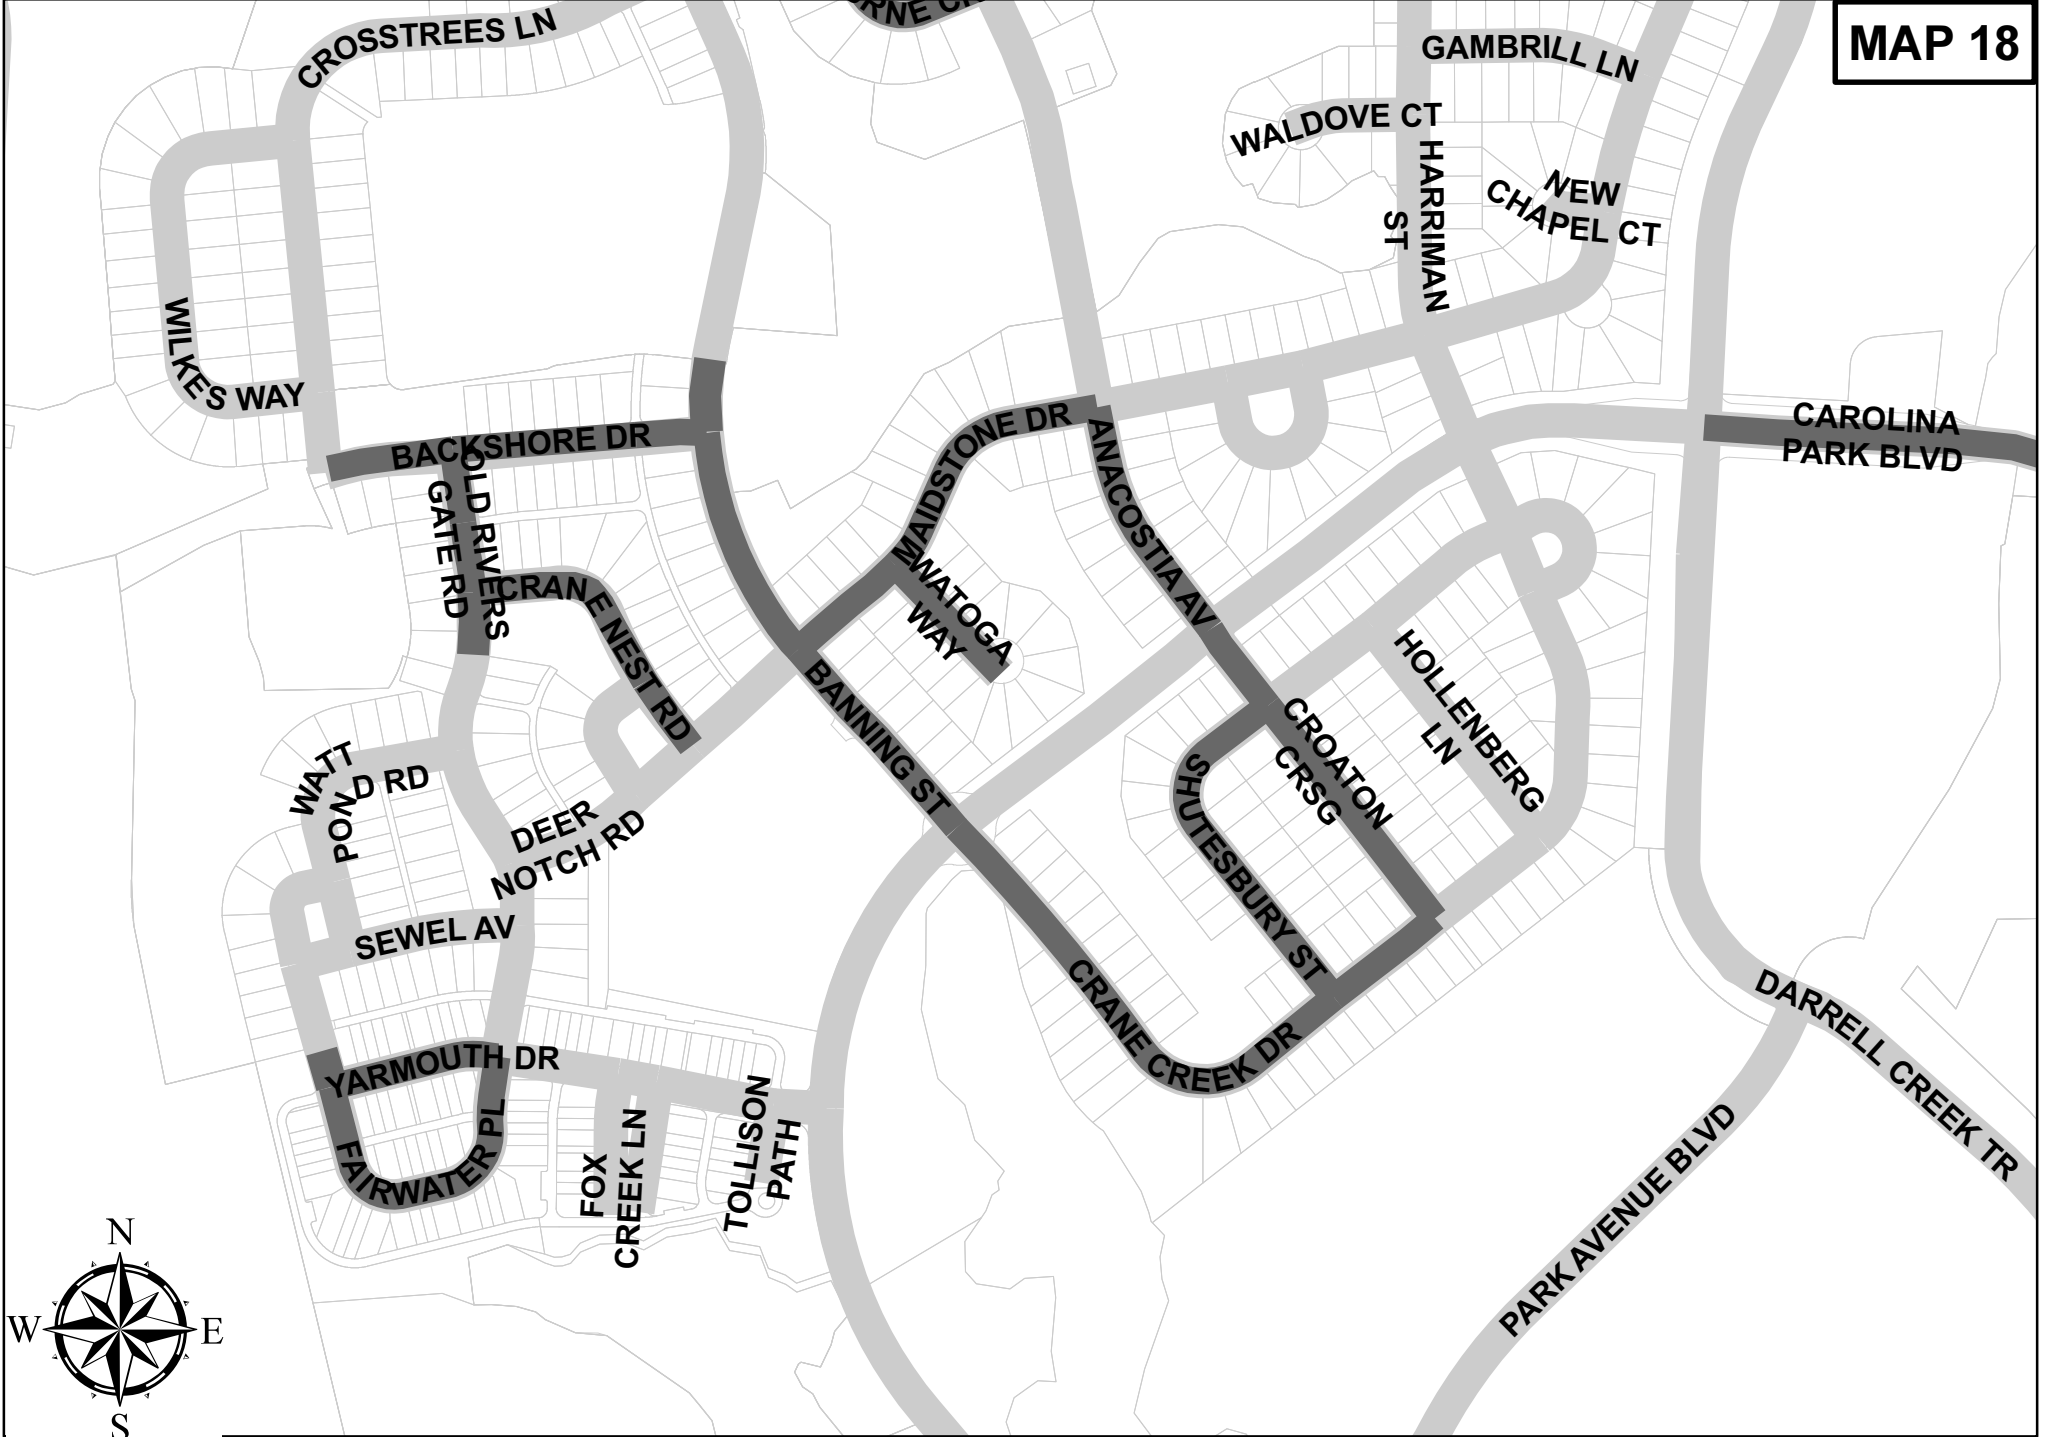 MAP 18
CROSSTREES LN
GAMBRILL LN
WALDOVE CT
HARRIMAN
ST
NEW
CHAPEL CT
WILKES WAY
BACKSHORE DR
OLD RIVERS
GATE RD
MAIDSTONE DR
ANACOSTIA AV
CAROLINA
PARK BLVD
CRANE NEST RD
WATOGA
WAY
BANNING ST
HOLLENBERG
LN
CROATON
CRSG
SHUTESBURY ST
WATT
POND RD
DEER
NOTCH RD
SEWEL AV
CRANE CREEK DR
DARRELL CREEK TR
YARMOUTH DR
FAIRWATER PL
FOX
CREEK LN
TOLLISON
PATH
PARK AVENUE BLVD
N
W E
S